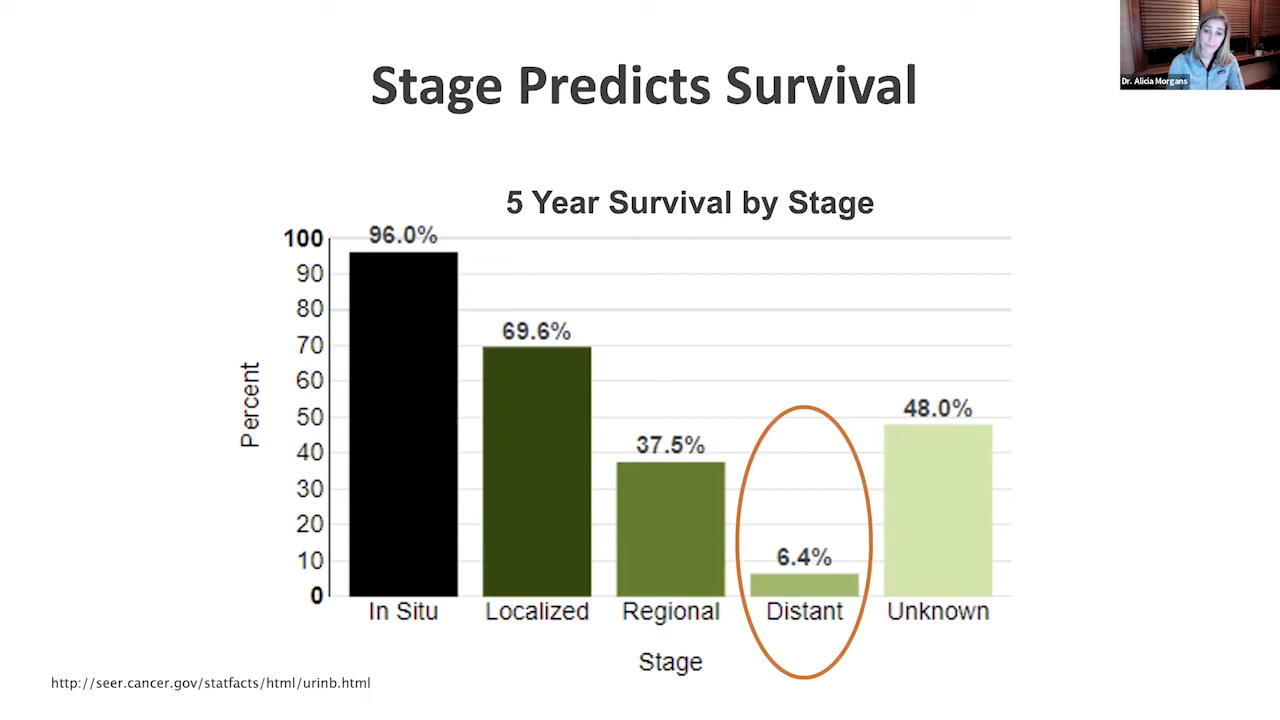 Dr. Alicia Morgans
Stage Predicts Survival
5 Year Survival by Stage
Percent
100
90
80
70
60
50
40
30
20
10
0
96.0%
69.6%
37.5%
6.4%
48.0%
In Situ
Localized
Regional
Distant
Unknown
Stage
http://seer.cancer.gov/statfacts/html/urinb.html